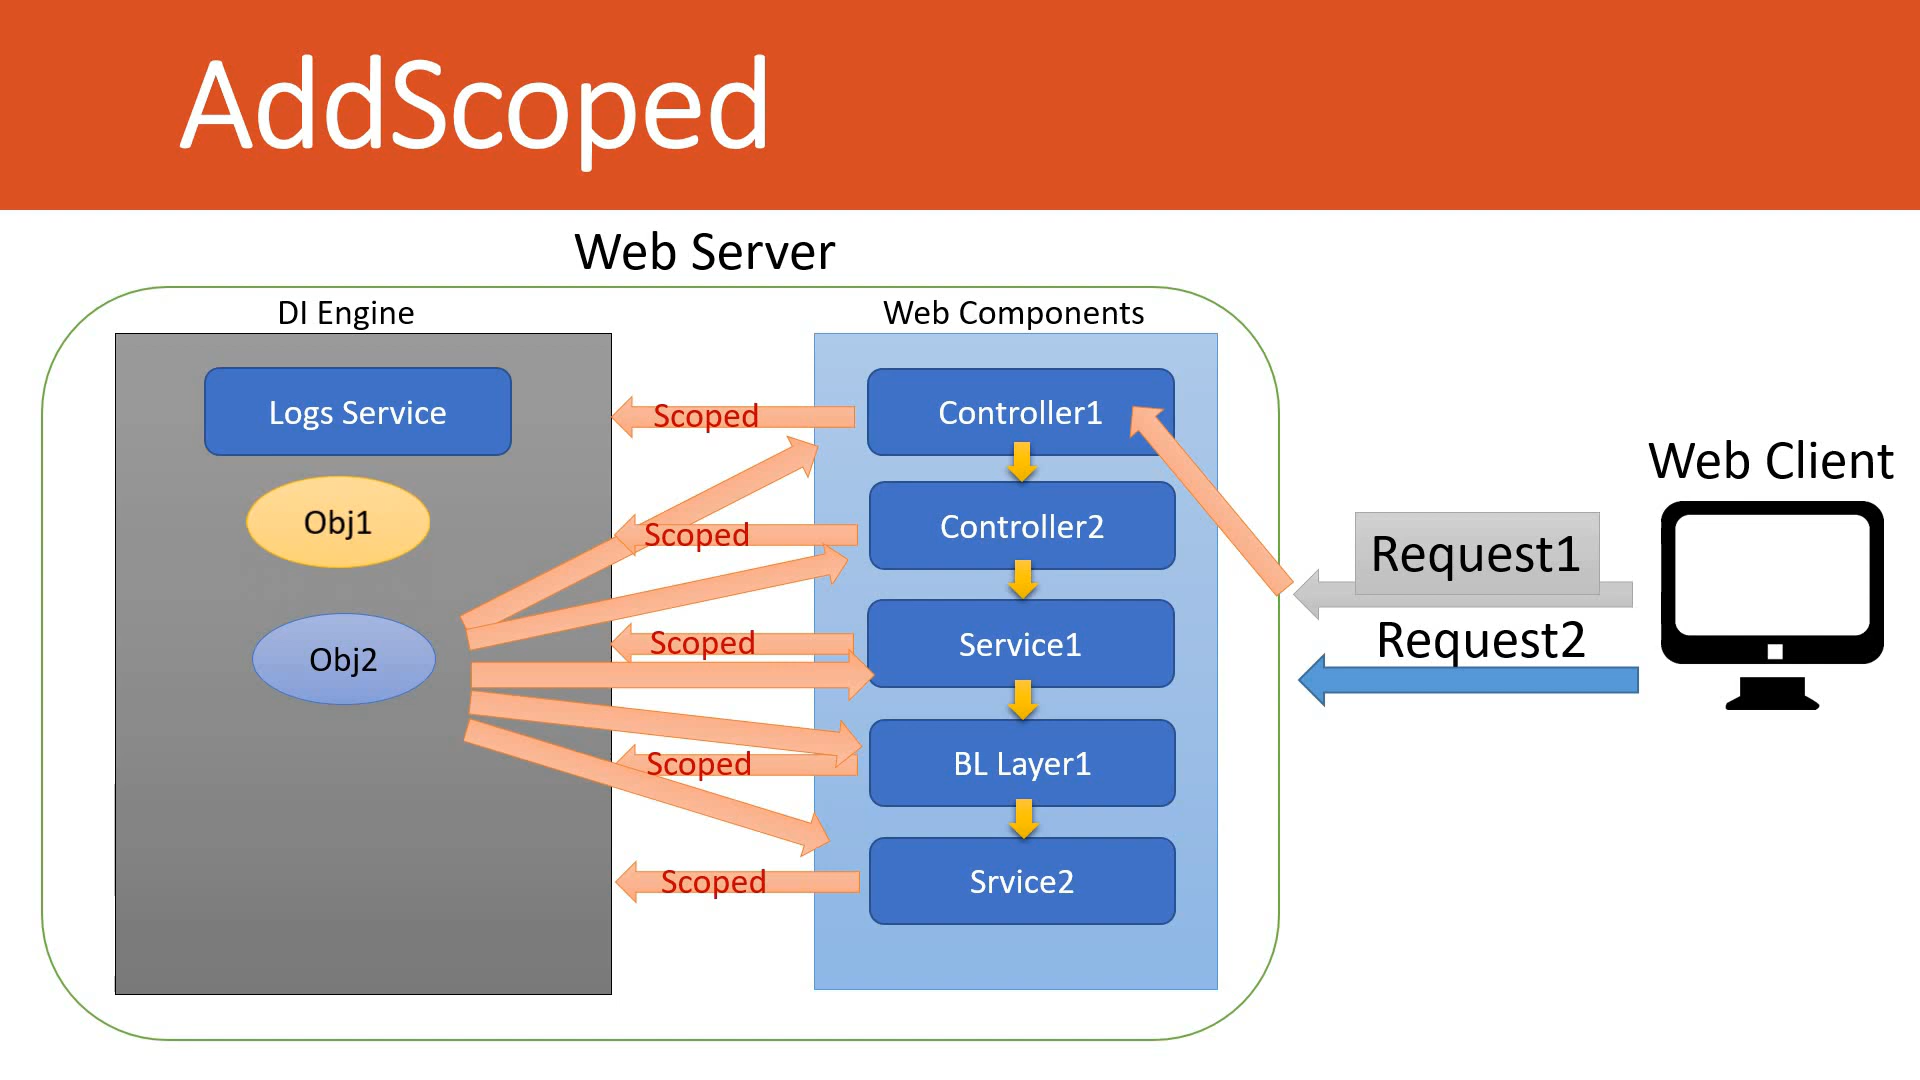 AddScoped
Web Server
DI Engine
Web Components
Logs Service
Scoped
Controller1
Web Client
Obj1
Scoped
Controller2
Request1
Obj2
Scoped
Service1
Request2
Scoped
BL Layer1
Scoped
Srvice2